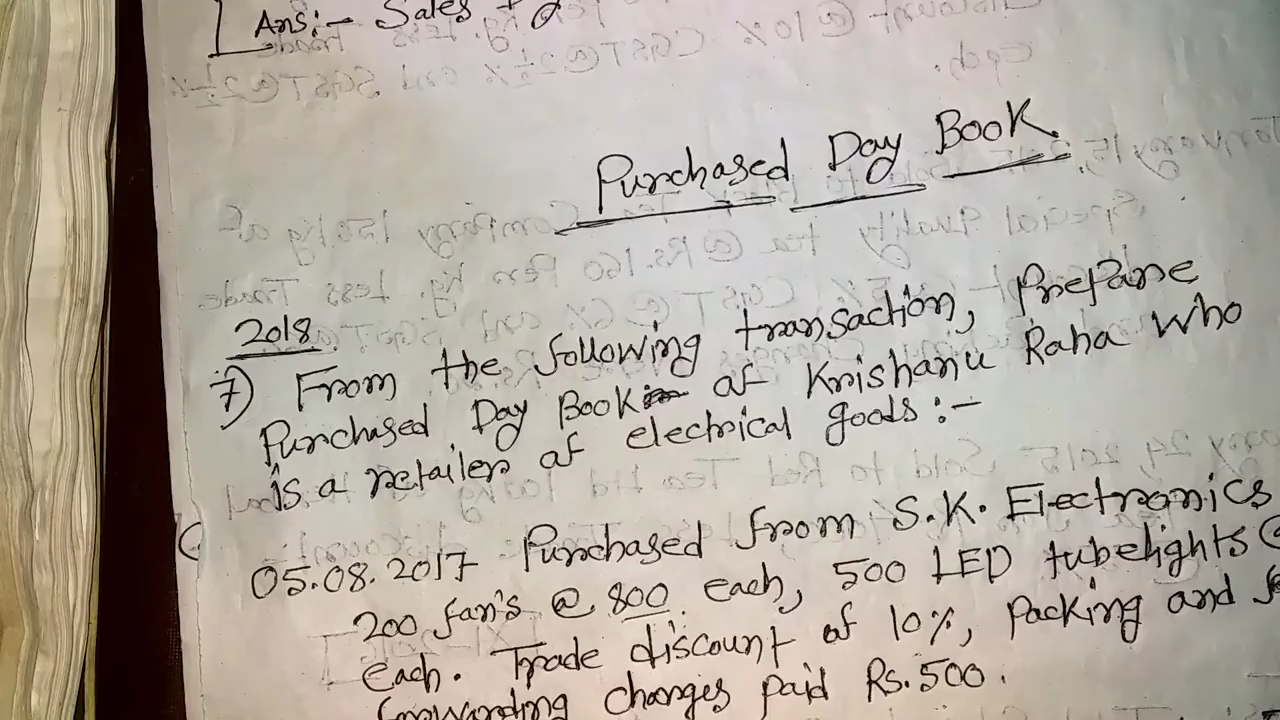 Ans:- Sales
Purchased Day Book
2018
7) From the following transaction, Prepare
Purchased Day Book of Krishanu Raha who
is a retailer of electrical goods :-
05.08.2017 Purchased from S.K. Electronics
200 fan's @ 800 each, 500 LED tubelights @
each. Trade discount of 10%, Packing and
forwarding charges paid Rs. 500.